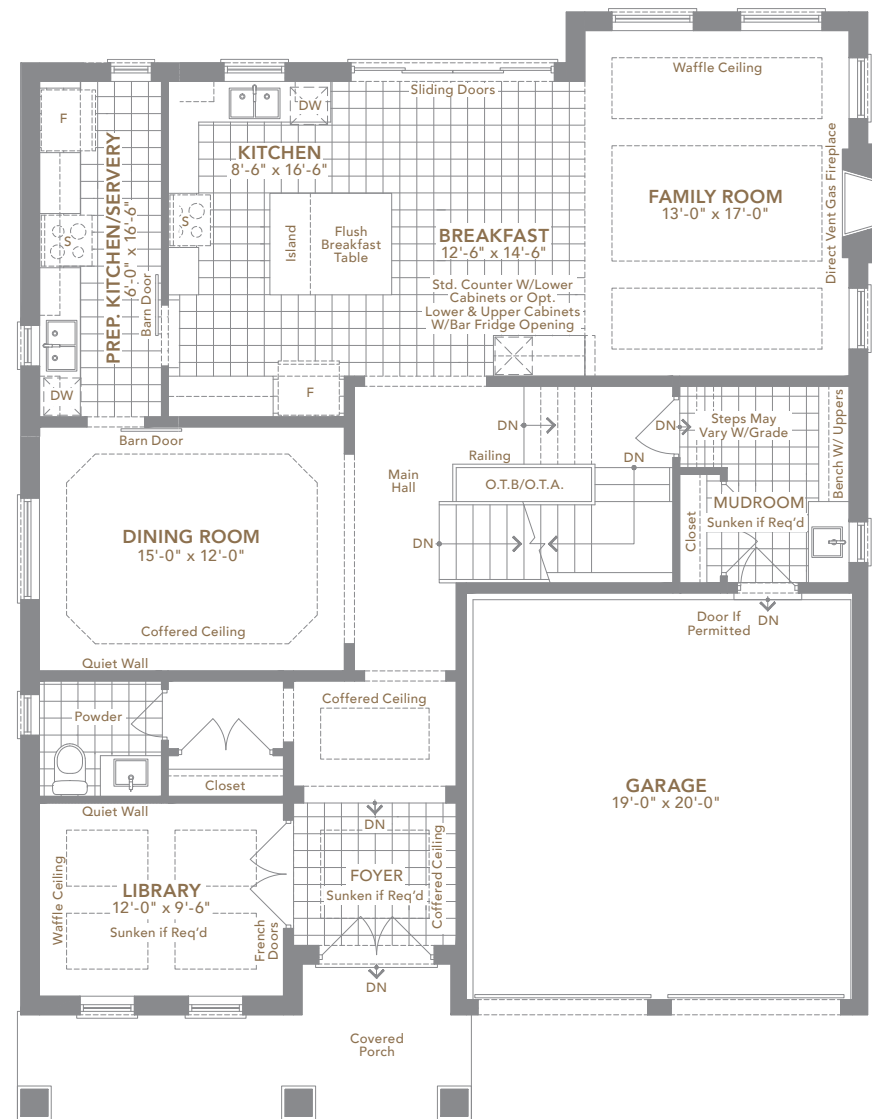 Waffle Ceiling
Sliding Doors
F
DW
KITCHEN
8'-6" x 16'-6"
PREP. KITCHEN/SERVERY
6'-0" x 16'-6"
S
S
Island
Flush
Breakfast
Table
BREAKFAST
12'-6" x 14'-6"
FAMILY ROOM
13'-0" x 17'-0"
Direct Vent Gas Fireplace
Std. Counter W/Lower
Cabinets or Opt.
Lower & Upper Cabinets
W/Bar Fridge Opening
Barn Door
DW
F
Barn Door
Main
Hall
DN
Railing
O.T.B/O.T.A.
DN
DN
DN
Steps May
Vary W/Grade
Bench W/ Uppers
MUDROOM
Sunken if Req'd
Closet
DINING ROOM
15'-0" x 12'-0"
Coffered Ceiling
Quiet Wall
Door If
Permitted
DN
Powder
Closet
Coffered Ceiling
GARAGE
19'-0" x 20'-0"
Quiet Wall
DN
Waffle Ceiling
LIBRARY
12'-0" x 9'-6"
Sunken if Req'd
French
Doors
FOYER
Sunken if Req'd
Coffered Ceiling
DN
Covered
Porch